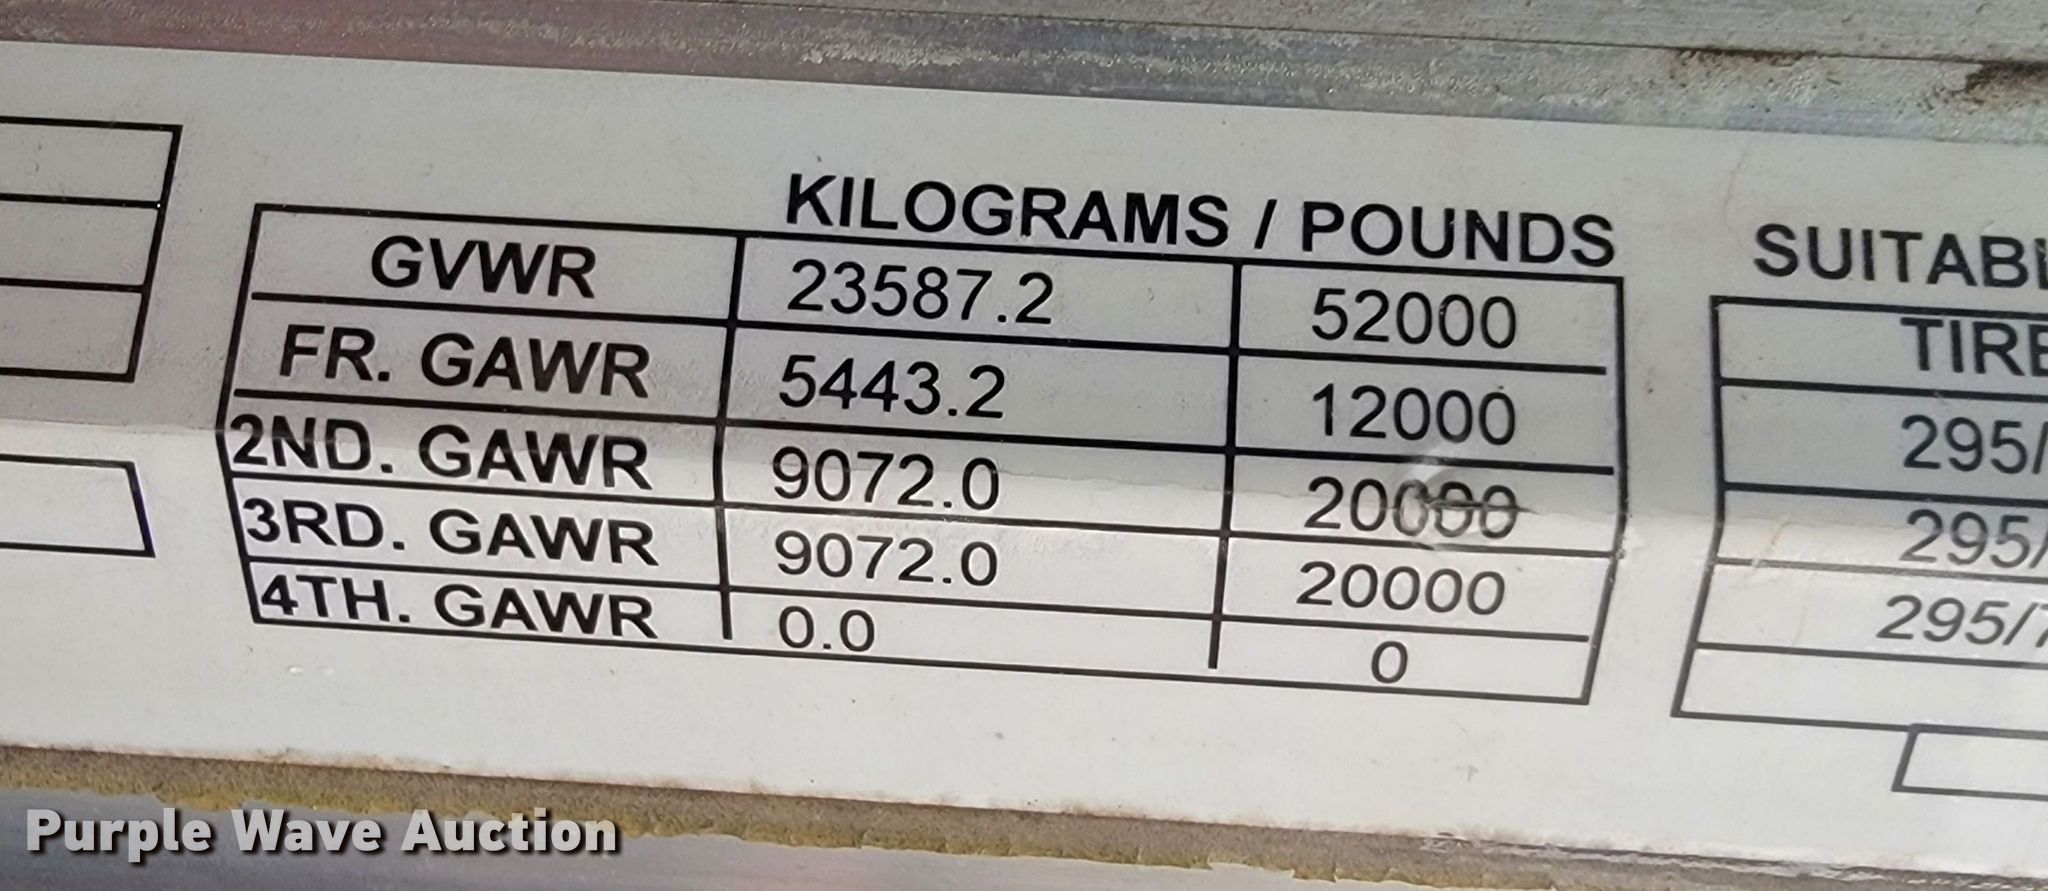 KILOGRAMS / POUNDS
GVWR 23587.2 52000
FR. GAWR 5443.2 12000
2ND. GAWR 9072.0 20000
3RD. GAWR 9072.0 20000
4TH. GAWR 0.0 0
SUITABL
TIRE
295/
295/
295/7
Purple Wave Auction